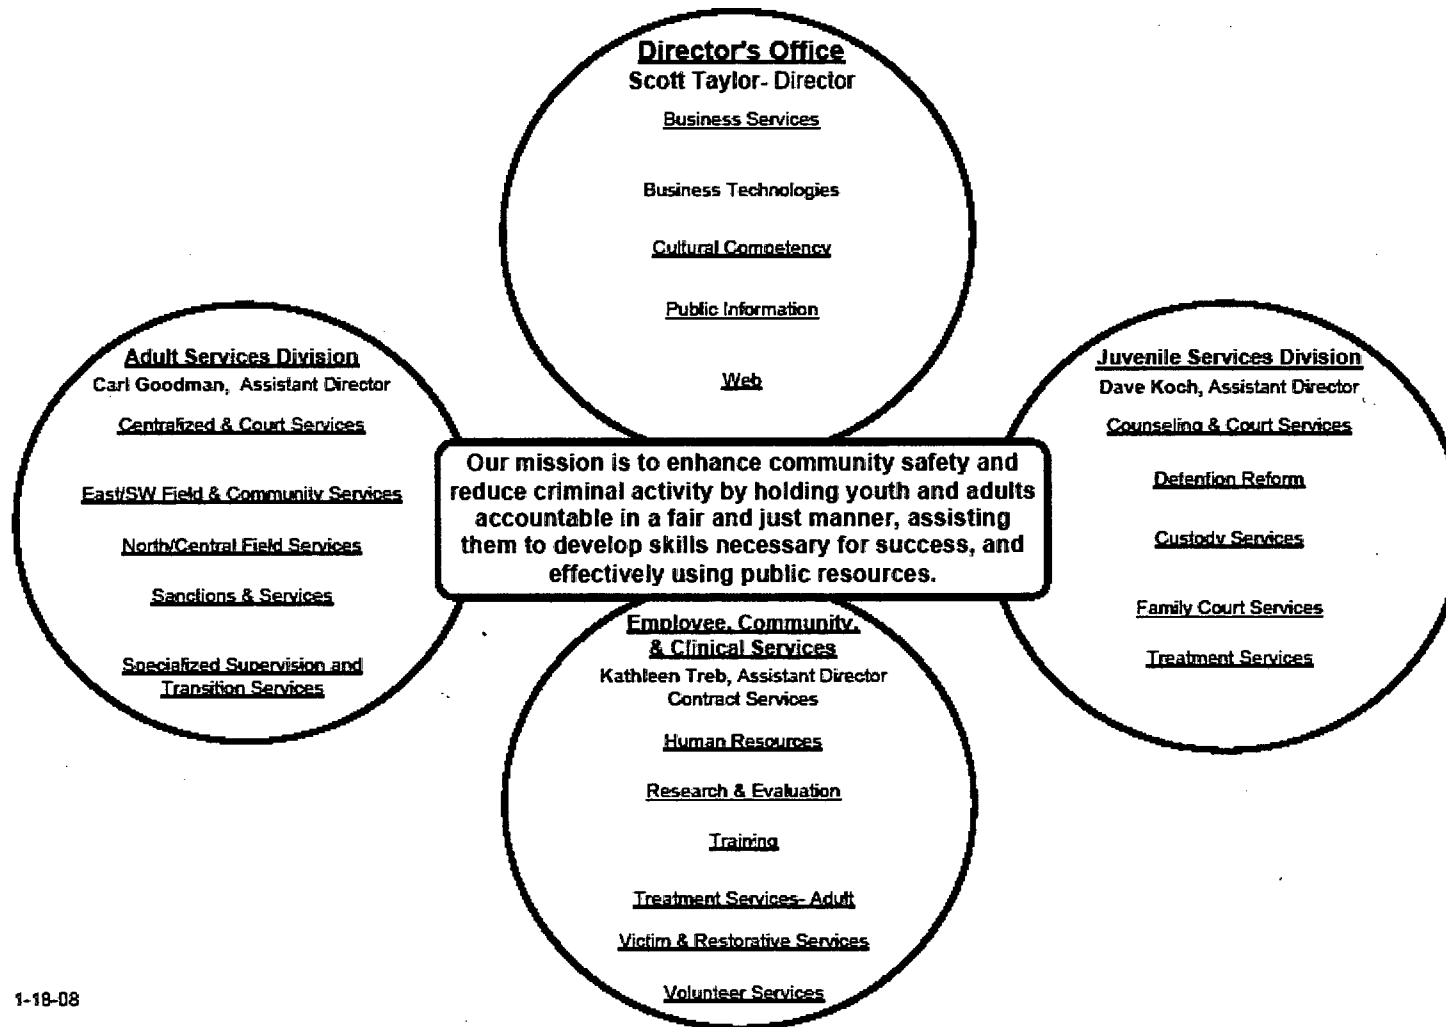 Director's Office
Scott Taylor- Director
Business Services
Business Technologies
Cultural Competency
Public Information
Web
Adult Services Division
Carl Goodman, Assistant Director
Centralized & Court Services
East/SW Field & Community Services
North/Central Field Services
Sanctions & Services
Specialized Supervision and
Transition Services
Our mission is to enhance community safety and
reduce criminal activity by holding youth and adults
accountable in a fair and just manner, assisting
them to develop skills necessary for success, and
effectively using public resources.
Juvenile Services Division
Dave Koch, Assistant Director
Counseling & Court Services
Detention Reform
Custody Services
Family Court Services
Treatment Services
Employee, Community,
& Clinical Services
Kathleen Treb, Assistant Director
Contract Services
Human Resources
Research & Evaluation
Training
Treatment Services- Adult
Victim & Restorative Services
Volunteer Services
1-18-08